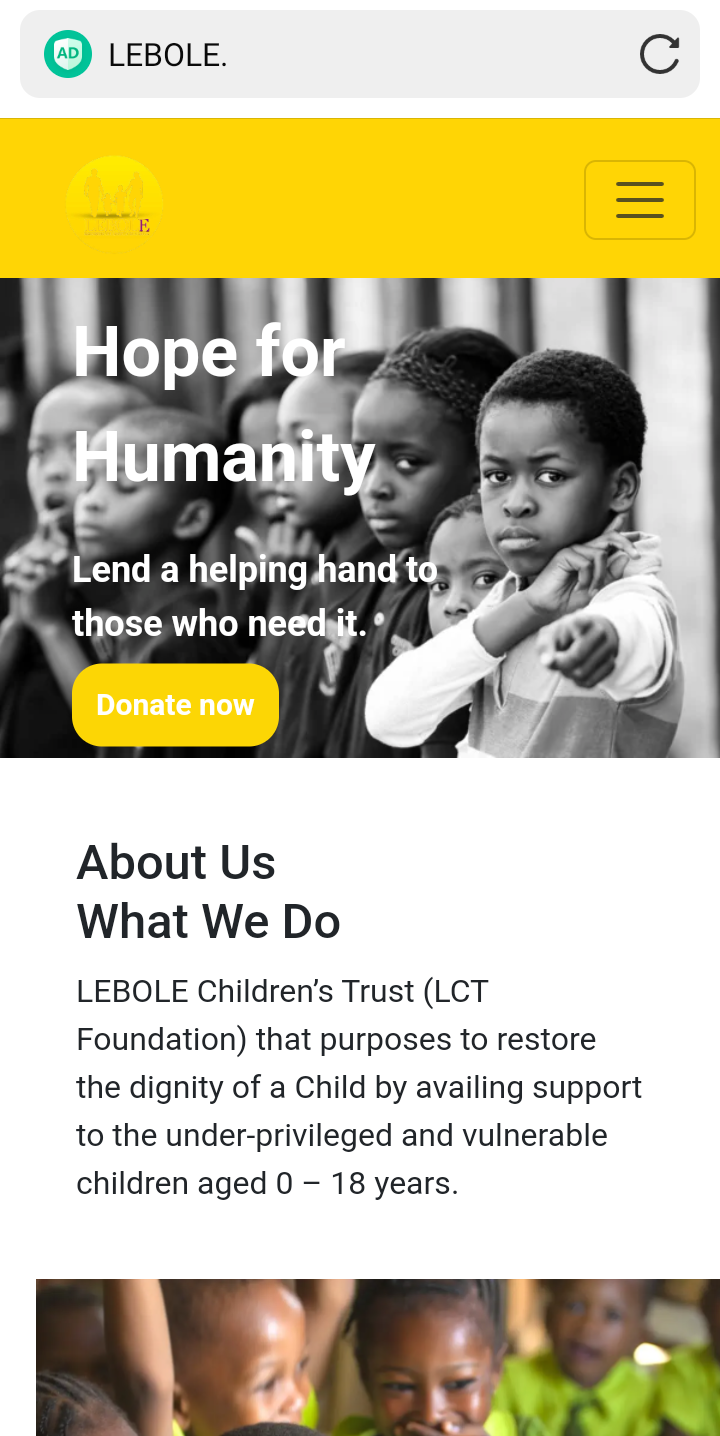 AD LEBOLE.
E
Hope for
Humanity
Lend a helping hand to
those who need it.
Donate now
About Us
What We Do
LEBOLE Children’s Trust (LCT
Foundation) that purposes to restore
the dignity of a Child by availing support
to the under-privileged and vulnerable
children aged 0 – 18 years.